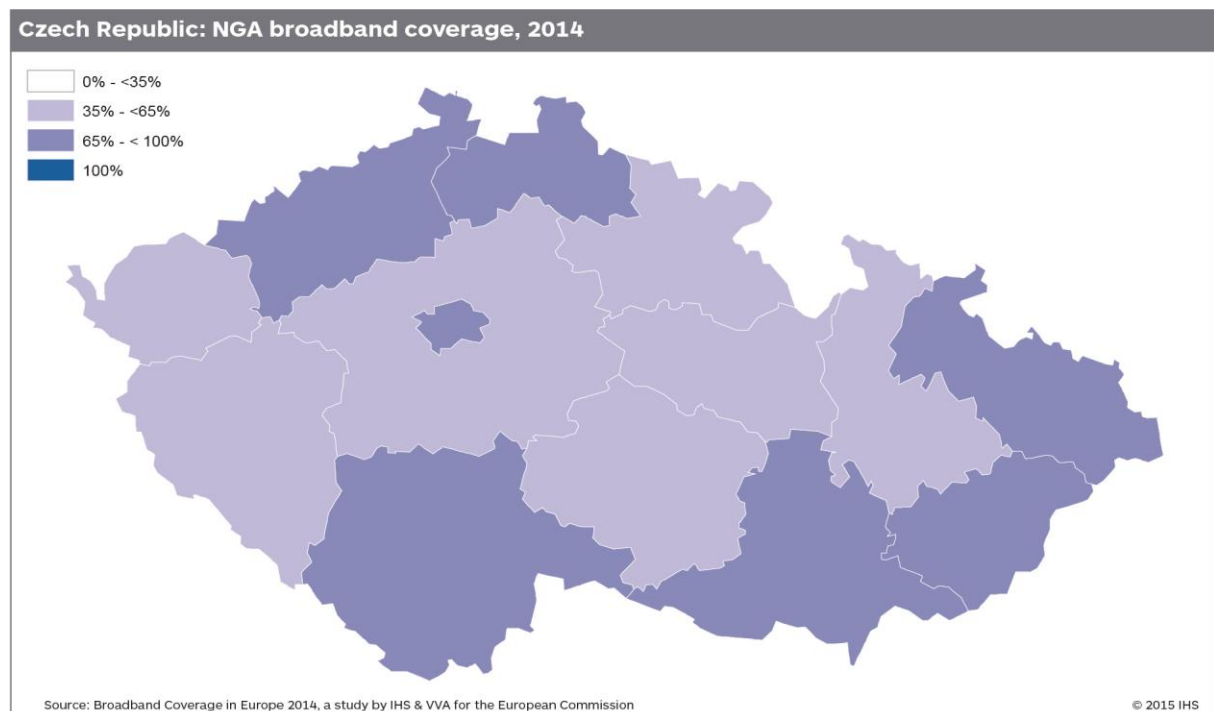 Czech Republic: NGA broadband coverage, 2014
0% - <35%
35% - <65%
65% - < 100%
100%
Source: Broadband Coverage in Europe 2014, a study by IHS & VVA for the European Commission
© 2015 IHS